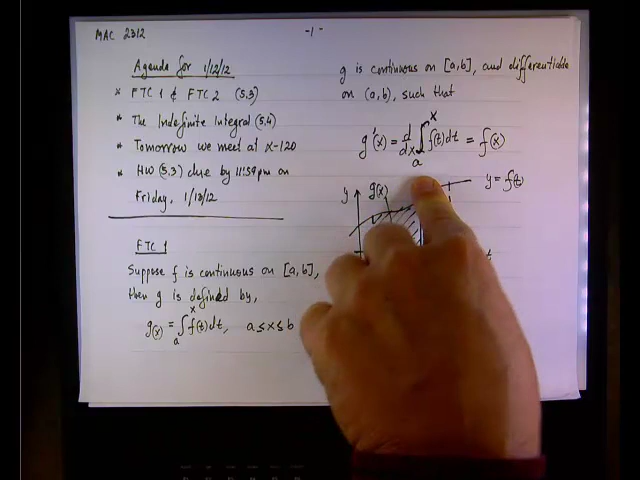 MAC 2312
-1-
Agenda for 1/12/12
* FTC 1 & FTC 2 (5.3)
* The Indefinite Integral (5.4)
* Tomorrow we meet at X-120
* HW (5.3) due by 11:59pm on
Friday, 1/13/12
FTC 1
Suppose f is continuous on [a,b],
then g is defined by,
g(x) = ∫ₐˣ f(t)dt, a ≤ x ≤ b
g is continuous on [a,b], and differentiable
on (a,b), such that
g'(x) = d/dx ∫ₐˣ f(t)dt = f(x)
y g(x) y = f(t)
t